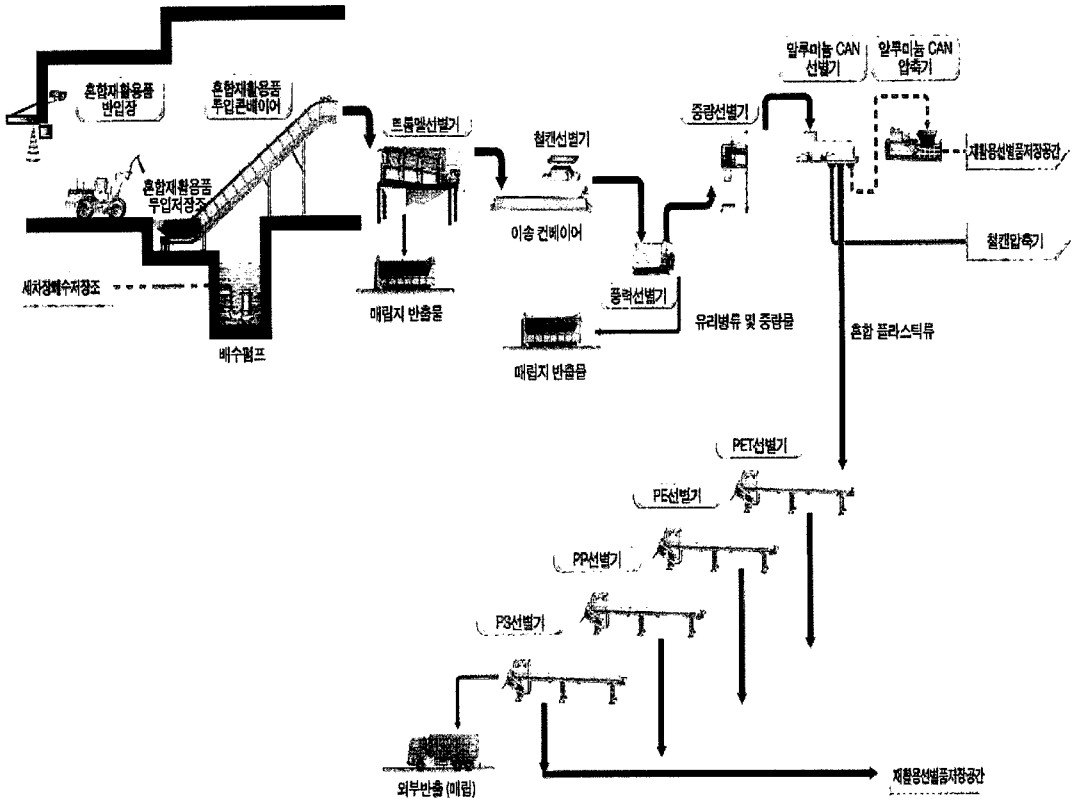 혼합재활용품
반입장
혼합재활용품
투입콘베이어
혼합재활용품
투입저장조
세차장폐수저장조
배수펌프
트롬멜선별기
매립지 반출물
철캔선별기
이송 컨베이어
풍력선별기
매립지 반출물
유리병류 및 중량물
중량선별기
알루미늄 CAN
선별기
알루미늄 CAN
압축기
재활용선별품저장공간
철캔압축기
혼합 플라스틱류
PET선별기
PE선별기
PP선별기
PS선별기
외부반출 (매립)
재활용선별품저장공간